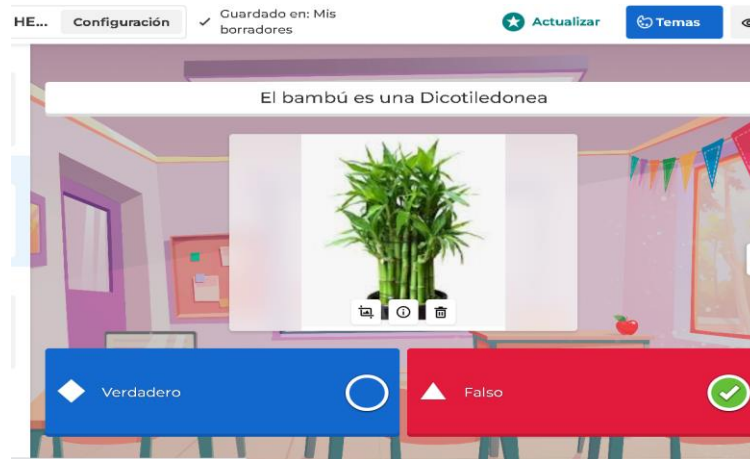 HE... Configuración Guardado en: Mis
borradores Actualizar Temas
El bambú es una Dicotiledonea
Verdadero Falso